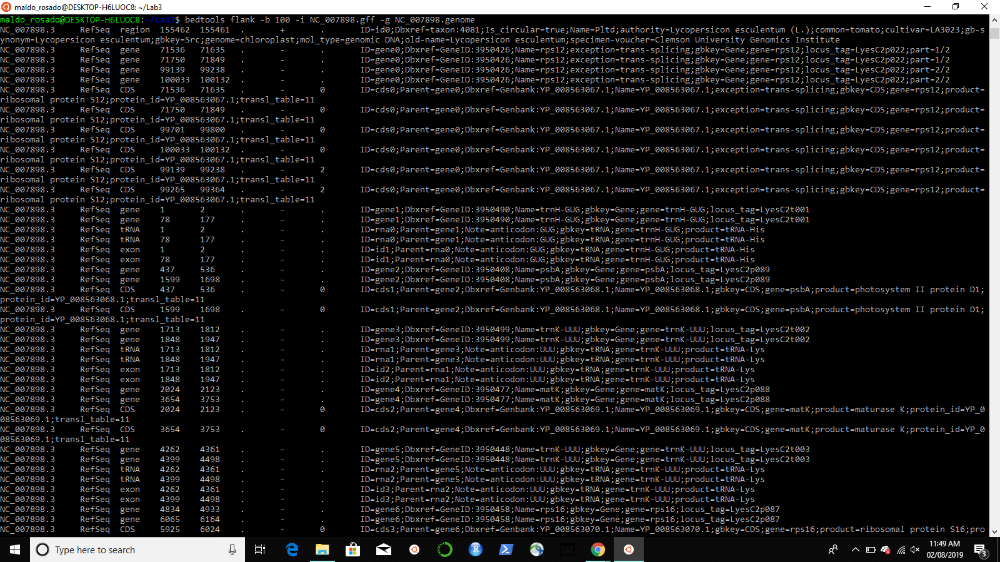 maldo_rosado@DESKTOP-H6LUOC8: ~/Lab3
maldo_rosado@DESKTOP-H6LUOC8:~/Lab3$ bedtools flank -b 100 -i NC_007898.gff -g NC_007898.genome
NC_007898.3 RefSeq region 155462 155461 . + . ID=id0;Dbxref=taxon:4081;Is_circular=true;Name=Pltd;authority=Lycopersicon esculentum (L.);common=tomato;cultivar=LA3023;gb-s
ynonym=Lycopersicon esculentum;gbkey=Src;genome=chloroplast;mol_type=genomic DNA;old-name=Lycopersicon esculentum;specimen-voucher=Clemson University Genomics Institute
NC_007898.3 RefSeq gene 71536 71635 . - . ID=gene0;Dbxref=GeneID:3950426;Name=rps12;exception=trans-splicing;gbkey=Gene;gene=rps12;locus_tag=LyesC2p022;part=1/2
NC_007898.3 RefSeq gene 71750 71849 . - . ID=gene0;Dbxref=GeneID:3950426;Name=rps12;exception=trans-splicing;gbkey=Gene;gene=rps12;locus_tag=LyesC2p022;part=1/2
NC_007898.3 RefSeq gene 99139 99238 . - . ID=gene0;Dbxref=GeneID:3950426;Name=rps12;exception=trans-splicing;gbkey=Gene;gene=rps12;locus_tag=LyesC2p022;part=2/2
NC_007898.3 RefSeq gene 100033 100132 . - . ID=gene0;Dbxref=GeneID:3950426;Name=rps12;exception=trans-splicing;gbkey=Gene;gene=rps12;locus_tag=LyesC2p022;part=2/2
NC_007898.3 RefSeq CDS 71536 71635 . - 0 ID=cds0;Parent=gene0;Dbxref=Genbank:YP_008563067.1;Name=YP_008563067.1;exception=trans-splicing;gbkey=CDS;gene=rps12;product=
ribosomal protein S12;protein_id=YP_008563067.1;transl_table=11
NC_007898.3 RefSeq CDS 71750 71849 . - 0 ID=cds0;Parent=gene0;Dbxref=Genbank:YP_008563067.1;Name=YP_008563067.1;exception=trans-splicing;gbkey=CDS;gene=rps12;product=
ribosomal protein S12;protein_id=YP_008563067.1;transl_table=11
NC_007898.3 RefSeq CDS 99701 99800 . - 0 ID=cds0;Parent=gene0;Dbxref=Genbank:YP_008563067.1;Name=YP_008563067.1;exception=trans-splicing;gbkey=CDS;gene=rps12;product=
ribosomal protein S12;protein_id=YP_008563067.1;transl_table=11
NC_007898.3 RefSeq CDS 100033 100132 . - 0 ID=cds0;Parent=gene0;Dbxref=Genbank:YP_008563067.1;Name=YP_008563067.1;exception=trans-splicing;gbkey=CDS;gene=rps12;product=
ribosomal protein S12;protein_id=YP_008563067.1;transl_table=11
NC_007898.3 RefSeq CDS 99139 99238 . - 2 ID=cds0;Parent=gene0;Dbxref=Genbank:YP_008563067.1;Name=YP_008563067.1;exception=trans-splicing;gbkey=CDS;gene=rps12;product=
ribosomal protein S12;protein_id=YP_008563067.1;transl_table=11
NC_007898.3 RefSeq CDS 99265 99364 . - 2 ID=cds0;Parent=gene0;Dbxref=Genbank:YP_008563067.1;Name=YP_008563067.1;exception=trans-splicing;gbkey=CDS;gene=rps12;product=
ribosomal protein S12;protein_id=YP_008563067.1;transl_table=11
NC_007898.3 RefSeq gene 1 2 . - . ID=gene1;Dbxref=GeneID:3950490;Name=trnH-GUG;gbkey=Gene;gene=trnH-GUG;locus_tag=LyesC2t001
NC_007898.3 RefSeq gene 78 177 . - . ID=gene1;Dbxref=GeneID:3950490;Name=trnH-GUG;gbkey=Gene;gene=trnH-GUG;locus_tag=LyesC2t001
NC_007898.3 RefSeq tRNA 1 2 . - . ID=rna0;Parent=gene1;Note=anticodon:GUG;gbkey=tRNA;gene=trnH-GUG;product=tRNA-His
NC_007898.3 RefSeq tRNA 78 177 . - . ID=rna0;Parent=gene1;Note=anticodon:GUG;gbkey=tRNA;gene=trnH-GUG;product=tRNA-His
NC_007898.3 RefSeq exon 1 2 . - . ID=id1;Parent=rna0;Note=anticodon:GUG;gbkey=tRNA;gene=trnH-GUG;product=tRNA-His
NC_007898.3 RefSeq exon 78 177 . - . ID=id1;Parent=rna0;Note=anticodon:GUG;gbkey=tRNA;gene=trnH-GUG;product=tRNA-His
NC_007898.3 RefSeq gene 437 536 . - . ID=gene2;Dbxref=GeneID:3950408;Name=psbA;gbkey=Gene;gene=psbA;locus_tag=LyesC2p089
NC_007898.3 RefSeq gene 1599 1698 . - . ID=gene2;Dbxref=GeneID:3950408;Name=psbA;gbkey=Gene;gene=psbA;locus_tag=LyesC2p089
NC_007898.3 RefSeq CDS 437 536 . - 0 ID=cds1;Parent=gene2;Dbxref=Genbank:YP_008563068.1;Name=YP_008563068.1;gbkey=CDS;gene=psbA;product=photosystem II protein D1;
protein_id=YP_008563068.1;transl_table=11
NC_007898.3 RefSeq CDS 1599 1698 . - 0 ID=cds1;Parent=gene2;Dbxref=Genbank:YP_008563068.1;Name=YP_008563068.1;gbkey=CDS;gene=psbA;product=photosystem II protein D1;
protein_id=YP_008563068.1;transl_table=11
NC_007898.3 RefSeq gene 1713 1812 . - . ID=gene3;Dbxref=GeneID:3950499;Name=trnK-UUU;gbkey=Gene;gene=trnK-UUU;locus_tag=LyesC2t002
NC_007898.3 RefSeq gene 1848 1947 . - . ID=gene3;Dbxref=GeneID:3950499;Name=trnK-UUU;gbkey=Gene;gene=trnK-UUU;locus_tag=LyesC2t002
NC_007898.3 RefSeq tRNA 1713 1812 . - . ID=rna1;Parent=gene3;Note=anticodon:UUU;gbkey=tRNA;gene=trnK-UUU;product=tRNA-Lys
NC_007898.3 RefSeq tRNA 1848 1947 . - . ID=rna1;Parent=gene3;Note=anticodon:UUU;gbkey=tRNA;gene=trnK-UUU;product=tRNA-Lys
NC_007898.3 RefSeq exon 1713 1812 . - . ID=id2;Parent=rna1;Note=anticodon:UUU;gbkey=tRNA;gene=trnK-UUU;product=tRNA-Lys
NC_007898.3 RefSeq exon 1848 1947 . - . ID=id2;Parent=rna1;Note=anticodon:UUU;gbkey=tRNA;gene=trnK-UUU;product=tRNA-Lys
NC_007898.3 RefSeq gene 2024 2123 . - . ID=gene4;Dbxref=GeneID:3950477;Name=matK;gbkey=Gene;gene=matK;locus_tag=LyesC2p088
NC_007898.3 RefSeq gene 3654 3753 . - . ID=gene4;Dbxref=GeneID:3950477;Name=matK;gbkey=Gene;gene=matK;locus_tag=LyesC2p088
NC_007898.3 RefSeq CDS 2024 2123 . - 0 ID=cds2;Parent=gene4;Dbxref=Genbank:YP_008563069.1;Name=YP_008563069.1;gbkey=CDS;gene=matK;product=maturase K;protein_id=YP_0
08563069.1;transl_table=11
NC_007898.3 RefSeq CDS 3654 3753 . - 0 ID=cds2;Parent=gene4;Dbxref=Genbank:YP_008563069.1;Name=YP_008563069.1;gbkey=CDS;gene=matK;product=maturase K;protein_id=YP_0
08563069.1;transl_table=11
NC_007898.3 RefSeq gene 4262 4361 . - . ID=gene5;Dbxref=GeneID:3950448;Name=trnK-UUU;gbkey=Gene;gene=trnK-UUU;locus_tag=LyesC2t003
NC_007898.3 RefSeq gene 4399 4498 . - . ID=gene5;Dbxref=GeneID:3950448;Name=trnK-UUU;gbkey=Gene;gene=trnK-UUU;locus_tag=LyesC2t003
NC_007898.3 RefSeq tRNA 4262 4361 . - . ID=rna2;Parent=gene5;Note=anticodon:UUU;gbkey=tRNA;gene=trnK-UUU;product=tRNA-Lys
NC_007898.3 RefSeq tRNA 4399 4498 . - . ID=rna2;Parent=gene5;Note=anticodon:UUU;gbkey=tRNA;gene=trnK-UUU;product=tRNA-Lys
NC_007898.3 RefSeq exon 4262 4361 . - . ID=id3;Parent=rna2;Note=anticodon:UUU;gbkey=tRNA;gene=trnK-UUU;product=tRNA-Lys
NC_007898.3 RefSeq exon 4399 4498 . - . ID=id3;Parent=rna2;Note=anticodon:UUU;gbkey=tRNA;gene=trnK-UUU;product=tRNA-Lys
NC_007898.3 RefSeq gene 4834 4933 . - . ID=gene6;Dbxref=GeneID:3950458;Name=rps16;gbkey=Gene;gene=rps16;locus_tag=LyesC2p087
NC_007898.3 RefSeq gene 6065 6164 . - . ID=gene6;Dbxref=GeneID:3950458;Name=rps16;gbkey=Gene;gene=rps16;locus_tag=LyesC2p087
NC_007898.3 RefSeq CDS 5925 6024 . - 0 ID=cds3;Parent=gene6;Dbxref=Genbank:YP_008563070.1;Name=YP_008563070.1;gbkey=CDS;gene=rps16;product=ribosomal protein S16;pro
Type here to search
11:49 AM
02/08/2019
3